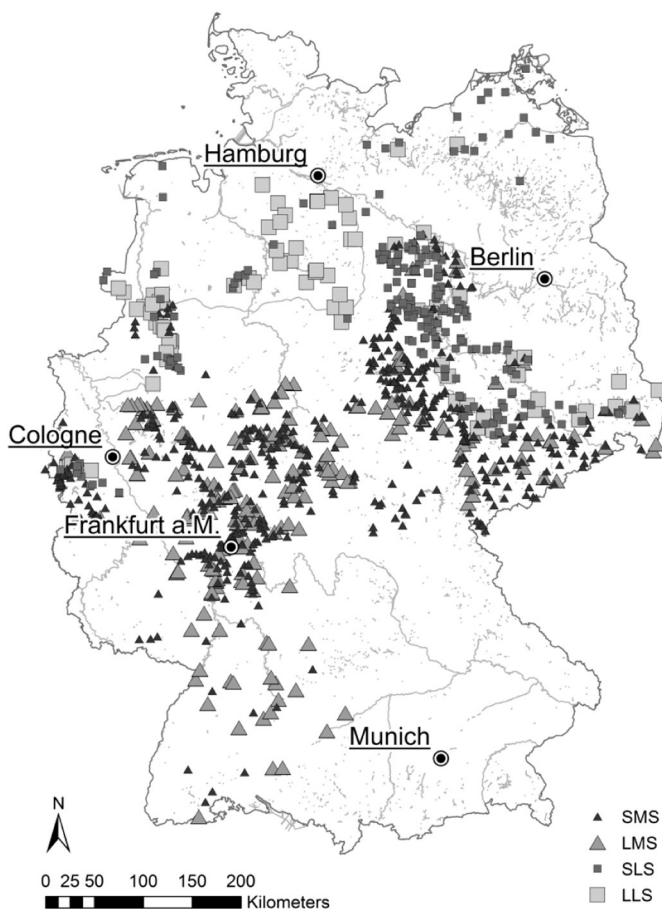 Hamburg
Berlin
Cologne
Frankfurt a.M.
Munich
N
SMS
LMS
SLS
LLS
0 25 50 100 150 200
Kilometers